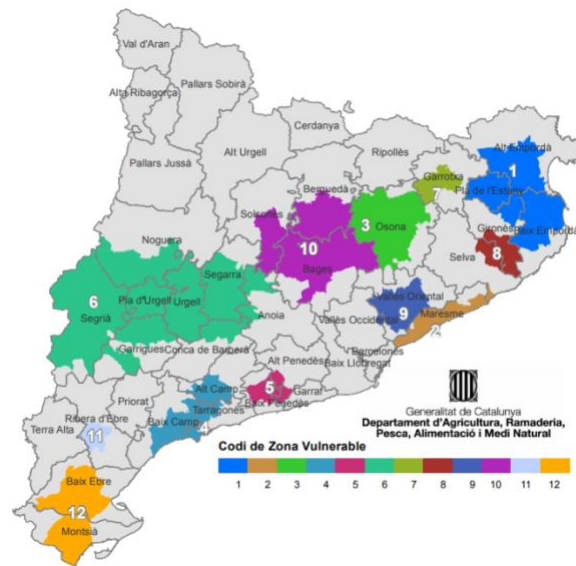 Val d'Aran
Pallars Sobirà
Alta Ribagorça
Cerdanya
Alt Empordà
Pallars Jussà
Alt Urgell
Ripollès
1
Garrotxa
Pla de l'Estany
7
Berguedà
Solsonès
3
Osona
Gironès
Baix Empordà
Noguera
10
8
Selva
Segarra
Bages
6
Pla d'Urgell
Urgell
Vallès Oriental
Segrià
Anoia
9
Maresme
Vallès Occidental
2
Garrigues
Conca de Barberà
Barcelonès
Alt Penedès
Baix Llobregat
Alt Camp
5
Garraf
Priorat
Baix Penedès
Tarragonès
Ribera d'Ebre
Baix Camp
Terra Alta
11
Baix Ebre
12
Montsià
Generalitat de Catalunya
Departament d'Agricultura, Ramaderia,
Pesca, Alimentació i Medi Natural
Codi de Zona Vulnerable
1 2 3 4 5 6 7 8 9 10 11 12